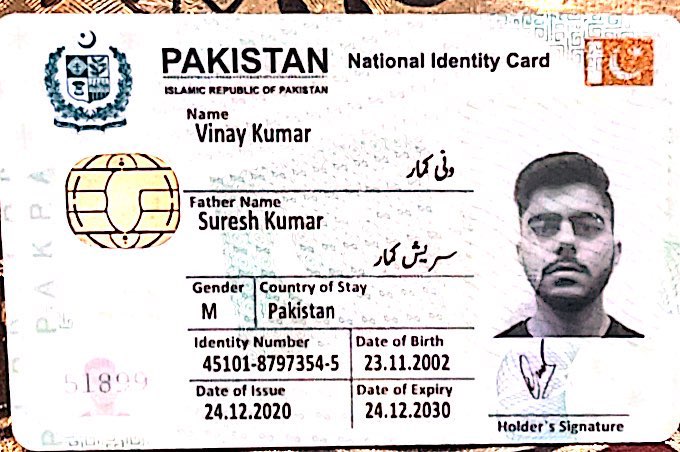 PAKISTAN National Identity Card
ISLAMIC REPUBLIC OF PAKISTAN
Name
Vinay Kumar
ونی کمار
Father Name
Suresh Kumar
سریش کمار
Gender Country of Stay
M Pakistan
Identity Number Date of Birth
45101-8797354-5 23.11.2002
Date of Issue Date of Expiry
24.12.2020 24.12.2030
51899
Holder's Signature